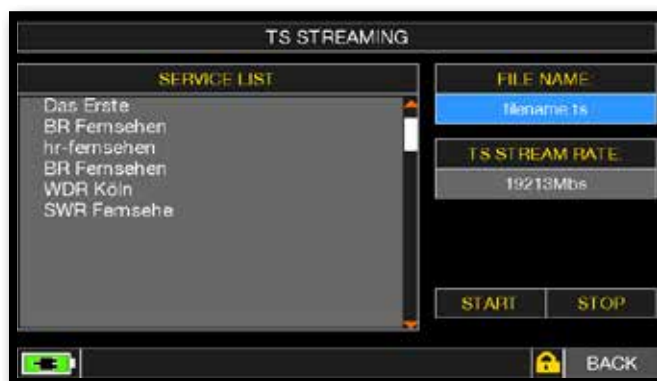 TS STREAMING
SERVICE LIST
Das Erste
BR Fernsehen
hr-fernsehen
BR Fernsehen
WDR Köln
SWR Fernsehe
FILE NAME:
filename.ts
TS STREAM RATE:
19213Mbs
START
STOP
BACK